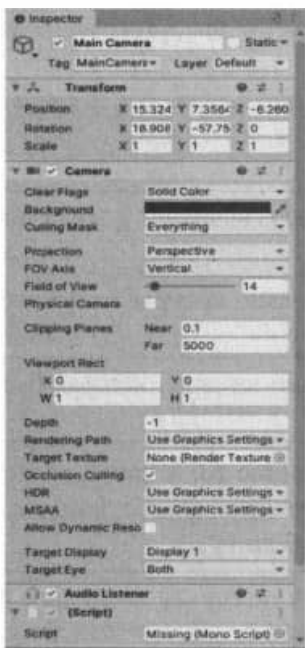 Inspector
Main Camera Static
Tag MainCamera Layer Default
Transform
Position X 15.324 Y 7.356 Z -6.260
Rotation X 18.908 Y -57.75 Z 0
Scale X 1 Y 1 Z 1
Camera
Clear Flags Solid Color
Background
Culling Mask Everything
Projection Perspective
FOV Axis Vertical
Field of View 14
Physical Camera
Clipping Planes Near 0.1
Far 5000
Viewport Rect
X 0 Y 0
W 1 H 1
Depth -1
Rendering Path Use Graphics Settings
Target Texture None (Render Texture
Occlusion Culling
HDR Use Graphics Settings
MSAA Use Graphics Settings
Allow Dynamic Reso
Target Display Display 1
Target Eye Both
Audio Listener
(Script)
Script Missing (Mono Script)